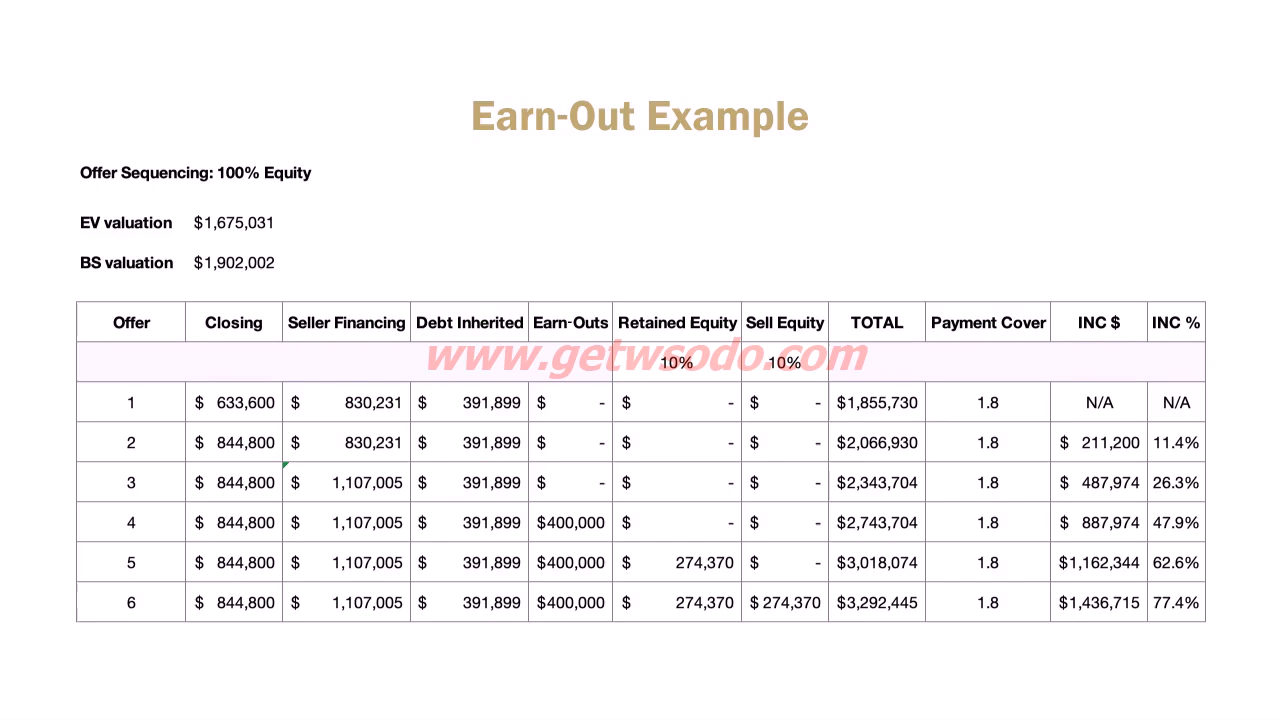 Earn-Out Example
Offer Sequencing: 100% Equity
EV valuation $1,675,031
BS valuation $1,902,002
Offer Closing Seller Financing Debt Inherited Earn-Outs Retained Equity Sell Equity TOTAL Payment Cover INC $ INC %
10% 10%
www.getwsodo.com
1 $ 633,600 $ 830,231 $ 391,899 $ - $ - $ - $1,855,730 1.8 N/A N/A
2 $ 844,800 $ 830,231 $ 391,899 $ - $ - $ - $2,066,930 1.8 $ 211,200 11.4%
3 $ 844,800 $ 1,107,005 $ 391,899 $ - $ - $ - $2,343,704 1.8 $ 487,974 26.3%
4 $ 844,800 $ 1,107,005 $ 391,899 $400,000 $ - $ - $2,743,704 1.8 $ 887,974 47.9%
5 $ 844,800 $ 1,107,005 $ 391,899 $400,000 $ 274,370 $ - $3,018,074 1.8 $1,162,344 62.6%
6 $ 844,800 $ 1,107,005 $ 391,899 $400,000 $ 274,370 $ 274,370 $3,292,445 1.8 $1,436,715 77.4%